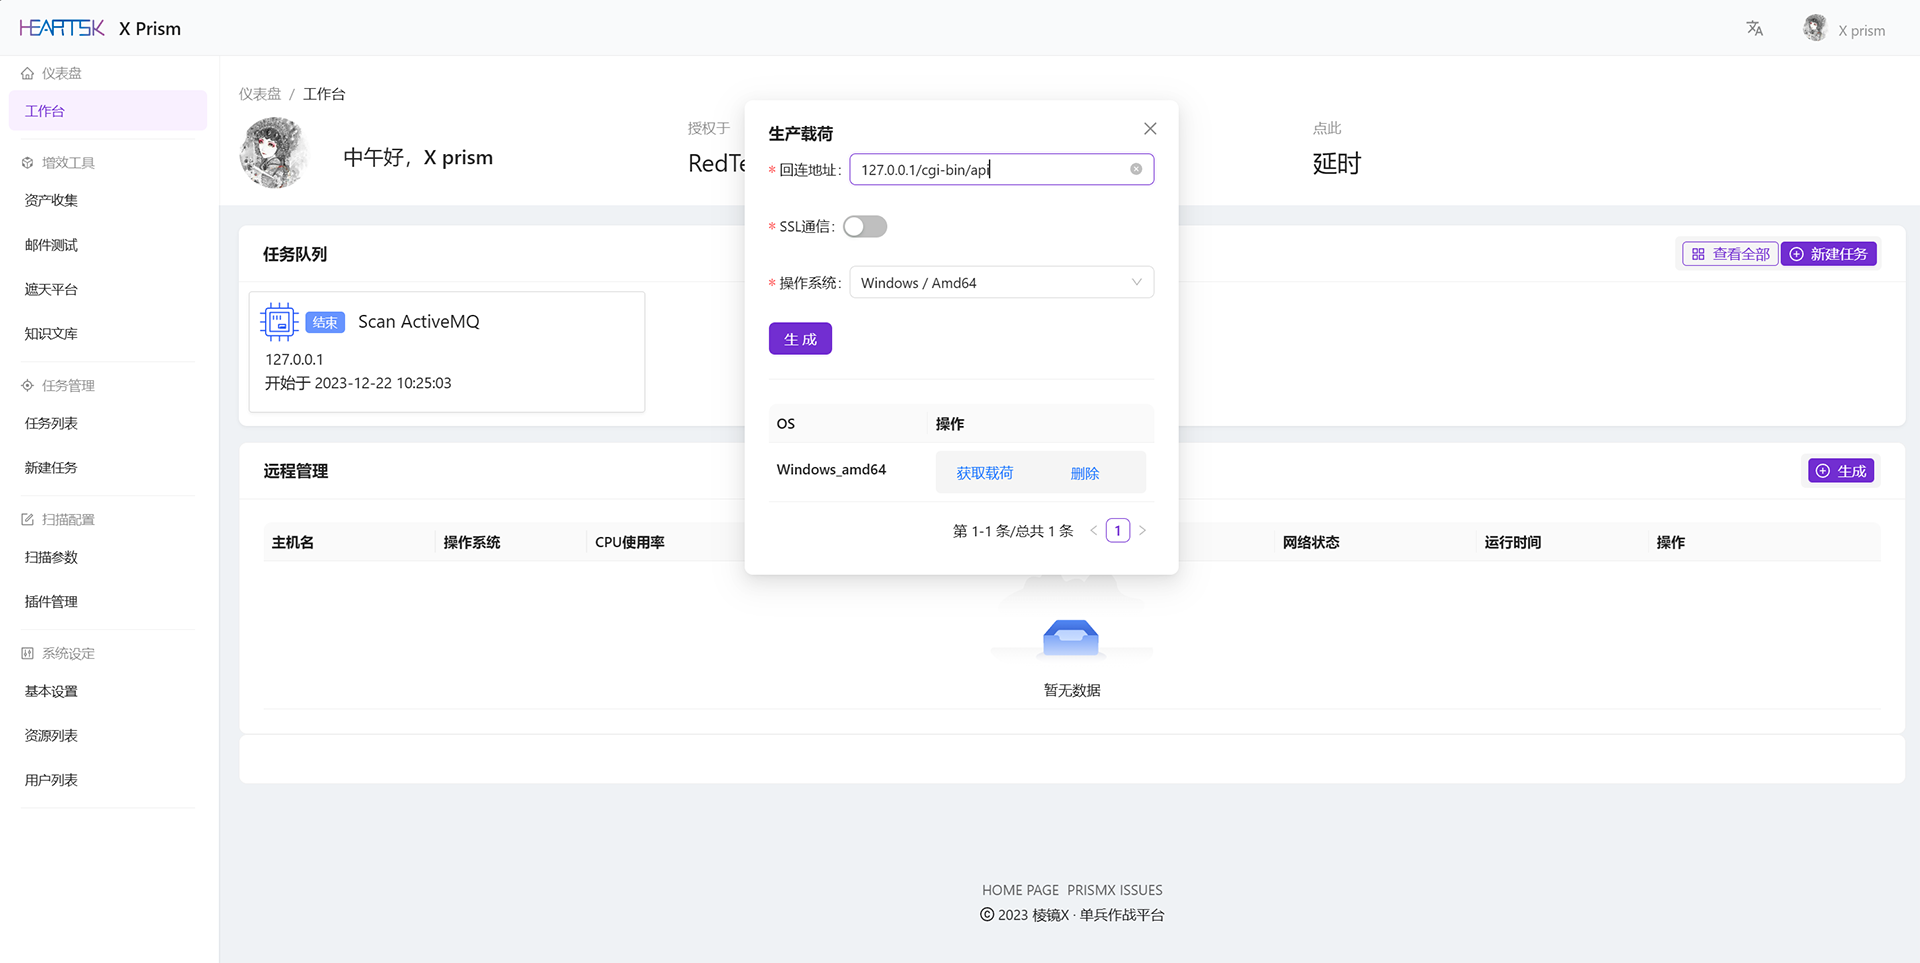 HEARTSK X Prism
X prism
仪表盘
工作台
增效工具
资产收集
邮件测试
遮天平台
知识文库
任务管理
任务列表
新建任务
扫描配置
扫描参数
插件管理
系统设定
基本设置
资源列表
用户列表
仪表盘 / 工作台
中午好，X prism
授权于
RedTe
点此
延时
任务队列
查看全部 新建任务
结束 Scan ActiveMQ
127.0.0.1
开始于 2023-12-22 10:25:03
远程管理
生成
主机名 操作系统 CPU使用率 网络状态 运行时间 操作
暂无数据
生产载荷
* 回连地址: 127.0.0.1/cgi-bin/api
* SSL通信:
* 操作系统: Windows / Amd64
生 成
OS 操作
Windows_amd64 获取载荷 删除
第 1-1 条/总共 1 条 < 1 >
HOME PAGE PRISMX ISSUES
© 2023 棱镜X · 单兵作战平台